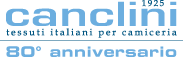 1925
canclini
tessuti italiani per camiceria
80° anniversario